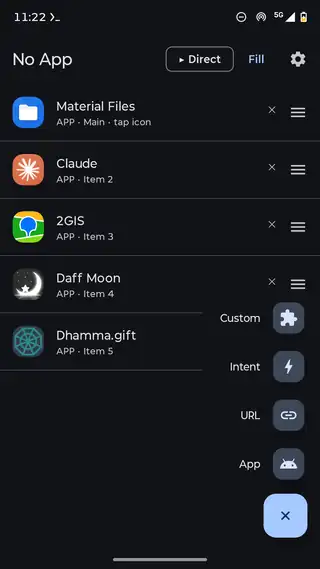 11:22
5G
No App
▸ Direct
Fill
Material Files
APP · Main · tap icon
Claude
APP · Item 2
2GIS
APP · Item 3
Daff Moon
APP · Item 4
Custom
Dhamma.gift
APP · Item 5
Intent
URL
App